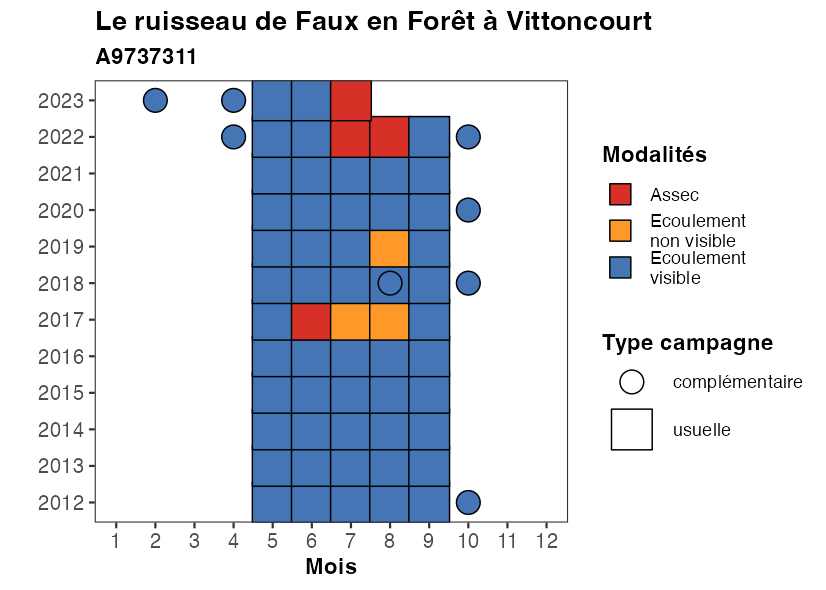 Le ruisseau de Faux en Forêt à Vittoncourt
A9737311
2023
2022
2021
2020
2019
2018
2017
2016
2015
2014
2013
2012
1 2 3 4 5 6 7 8 9 10 11 12
Mois
Modalités
Assec
Ecoulement
non visible
Ecoulement
visible
Type campagne
complémentaire
usuelle